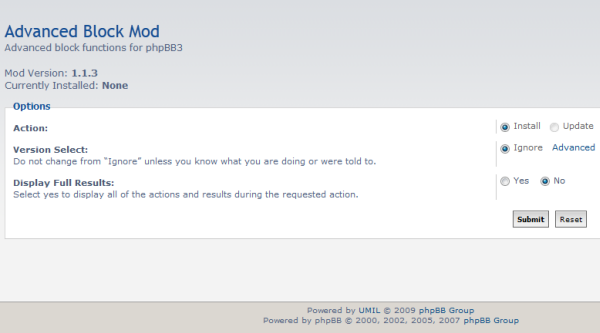 Advanced Block Mod
Advanced block functions for phpBB3
Mod Version: 1.1.3
Currently Installed: None
Options
Action: Install Update
Version Select: Ignore Advanced
Do not change from “Ignore” unless you know what you are doing or were told to.
Display Full Results: Yes No
Select yes to display all of the actions and results during the requested action.
Submit Reset
Powered by UMIL © 2009 phpBB Group
Powered by phpBB © 2000, 2002, 2005, 2007 phpBB Group